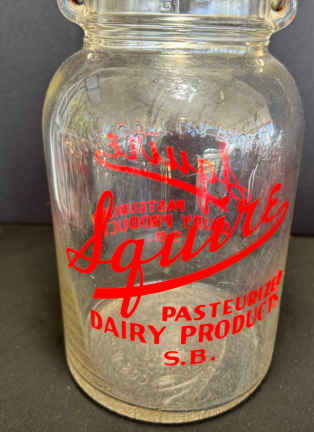 Squire
PASTEURIZED
DAIRY PRODUCTS
S.B.